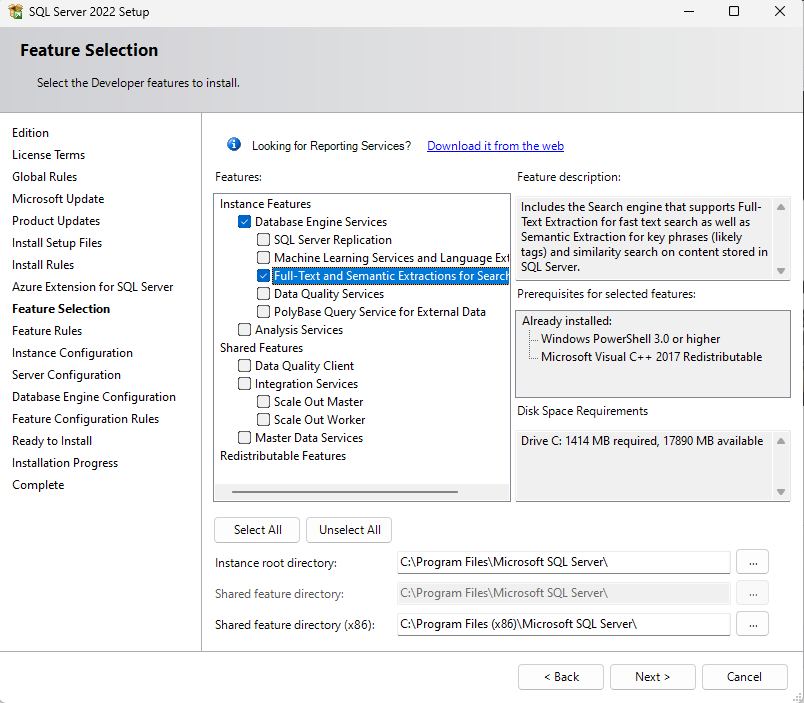 SQL Server 2022 Setup
Feature Selection
Select the Developer features to install.
Edition
License Terms
Global Rules
Microsoft Update
Product Updates
Install Setup Files
Install Rules
Azure Extension for SQL Server
Feature Selection
Feature Rules
Instance Configuration
Server Configuration
Database Engine Configuration
Feature Configuration Rules
Ready to Install
Installation Progress
Complete
Looking for Reporting Services? Download it from the web
Features:
Instance Features
Database Engine Services
SQL Server Replication
Machine Learning Services and Language Ext
Full-Text and Semantic Extractions for Search
Data Quality Services
PolyBase Query Service for External Data
Analysis Services
Shared Features
Data Quality Client
Integration Services
Scale Out Master
Scale Out Worker
Master Data Services
Redistributable Features
Feature description:
Includes the Search engine that supports Full-
Text Extraction for fast text search as well as
Semantic Extraction for key phrases (likely
tags) and similarity search on content stored in
SQL Server.
Prerequisites for selected features:
Already installed:
Windows PowerShell 3.0 or higher
Microsoft Visual C++ 2017 Redistributable
Disk Space Requirements
Drive C: 1414 MB required, 17890 MB available
Select All
Unselect All
Instance root directory: C:\Program Files\Microsoft SQL Server\ ...
Shared feature directory: C:\Program Files\Microsoft SQL Server\ ...
Shared feature directory (x86): C:\Program Files (x86)\Microsoft SQL Server\ ...
< Back
Next >
Cancel